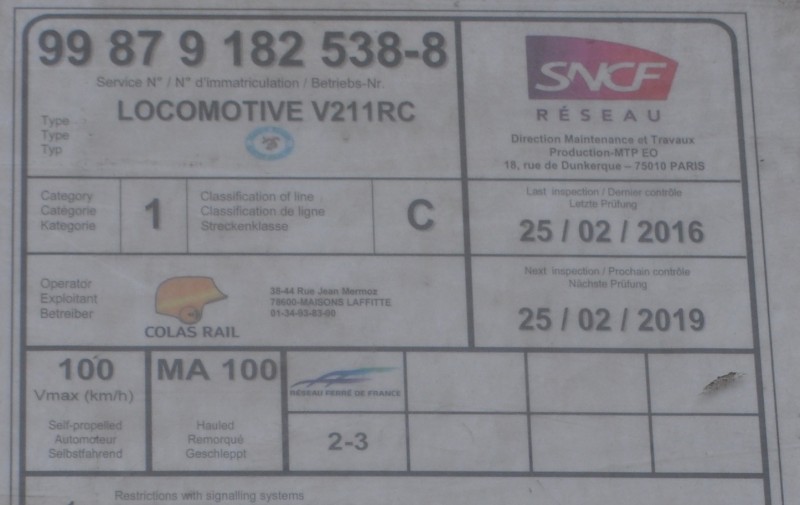 99 87 9 182 538-8
Service N° / N° d'immatriculation / Betriebs-Nr.
Type
Type
Typ
LOCOMOTIVE V211RC
SNCF
RÉSEAU
Direction Maintenance et Travaux
Production-MTP EO
18, rue de Dunkerque – 75010 PARIS
Category
Catégorie
Kategorie
1
Classification of line
Classification de ligne
Streckenklasse
C
Last inspection / Dernier contrôle
Letzte Prüfung
25 / 02 / 2016
Operator
Exploitant
Betreiber
COLAS RAIL
38-44 Rue Jean Mermoz
78600-MAISONS LAFFITTE
01-34-93-83-00
Next inspection / Prochain contrôle
Nächste Prüfung
25 / 02 / 2019
100
Vmax (km/h)
Self-propelled
Automoteur
Selbstfahrend
MA 100
Hauled
Remorqué
Geschleppt
RÉSEAU FERRÉ DE FRANCE
2-3
Restrictions with signalling systems